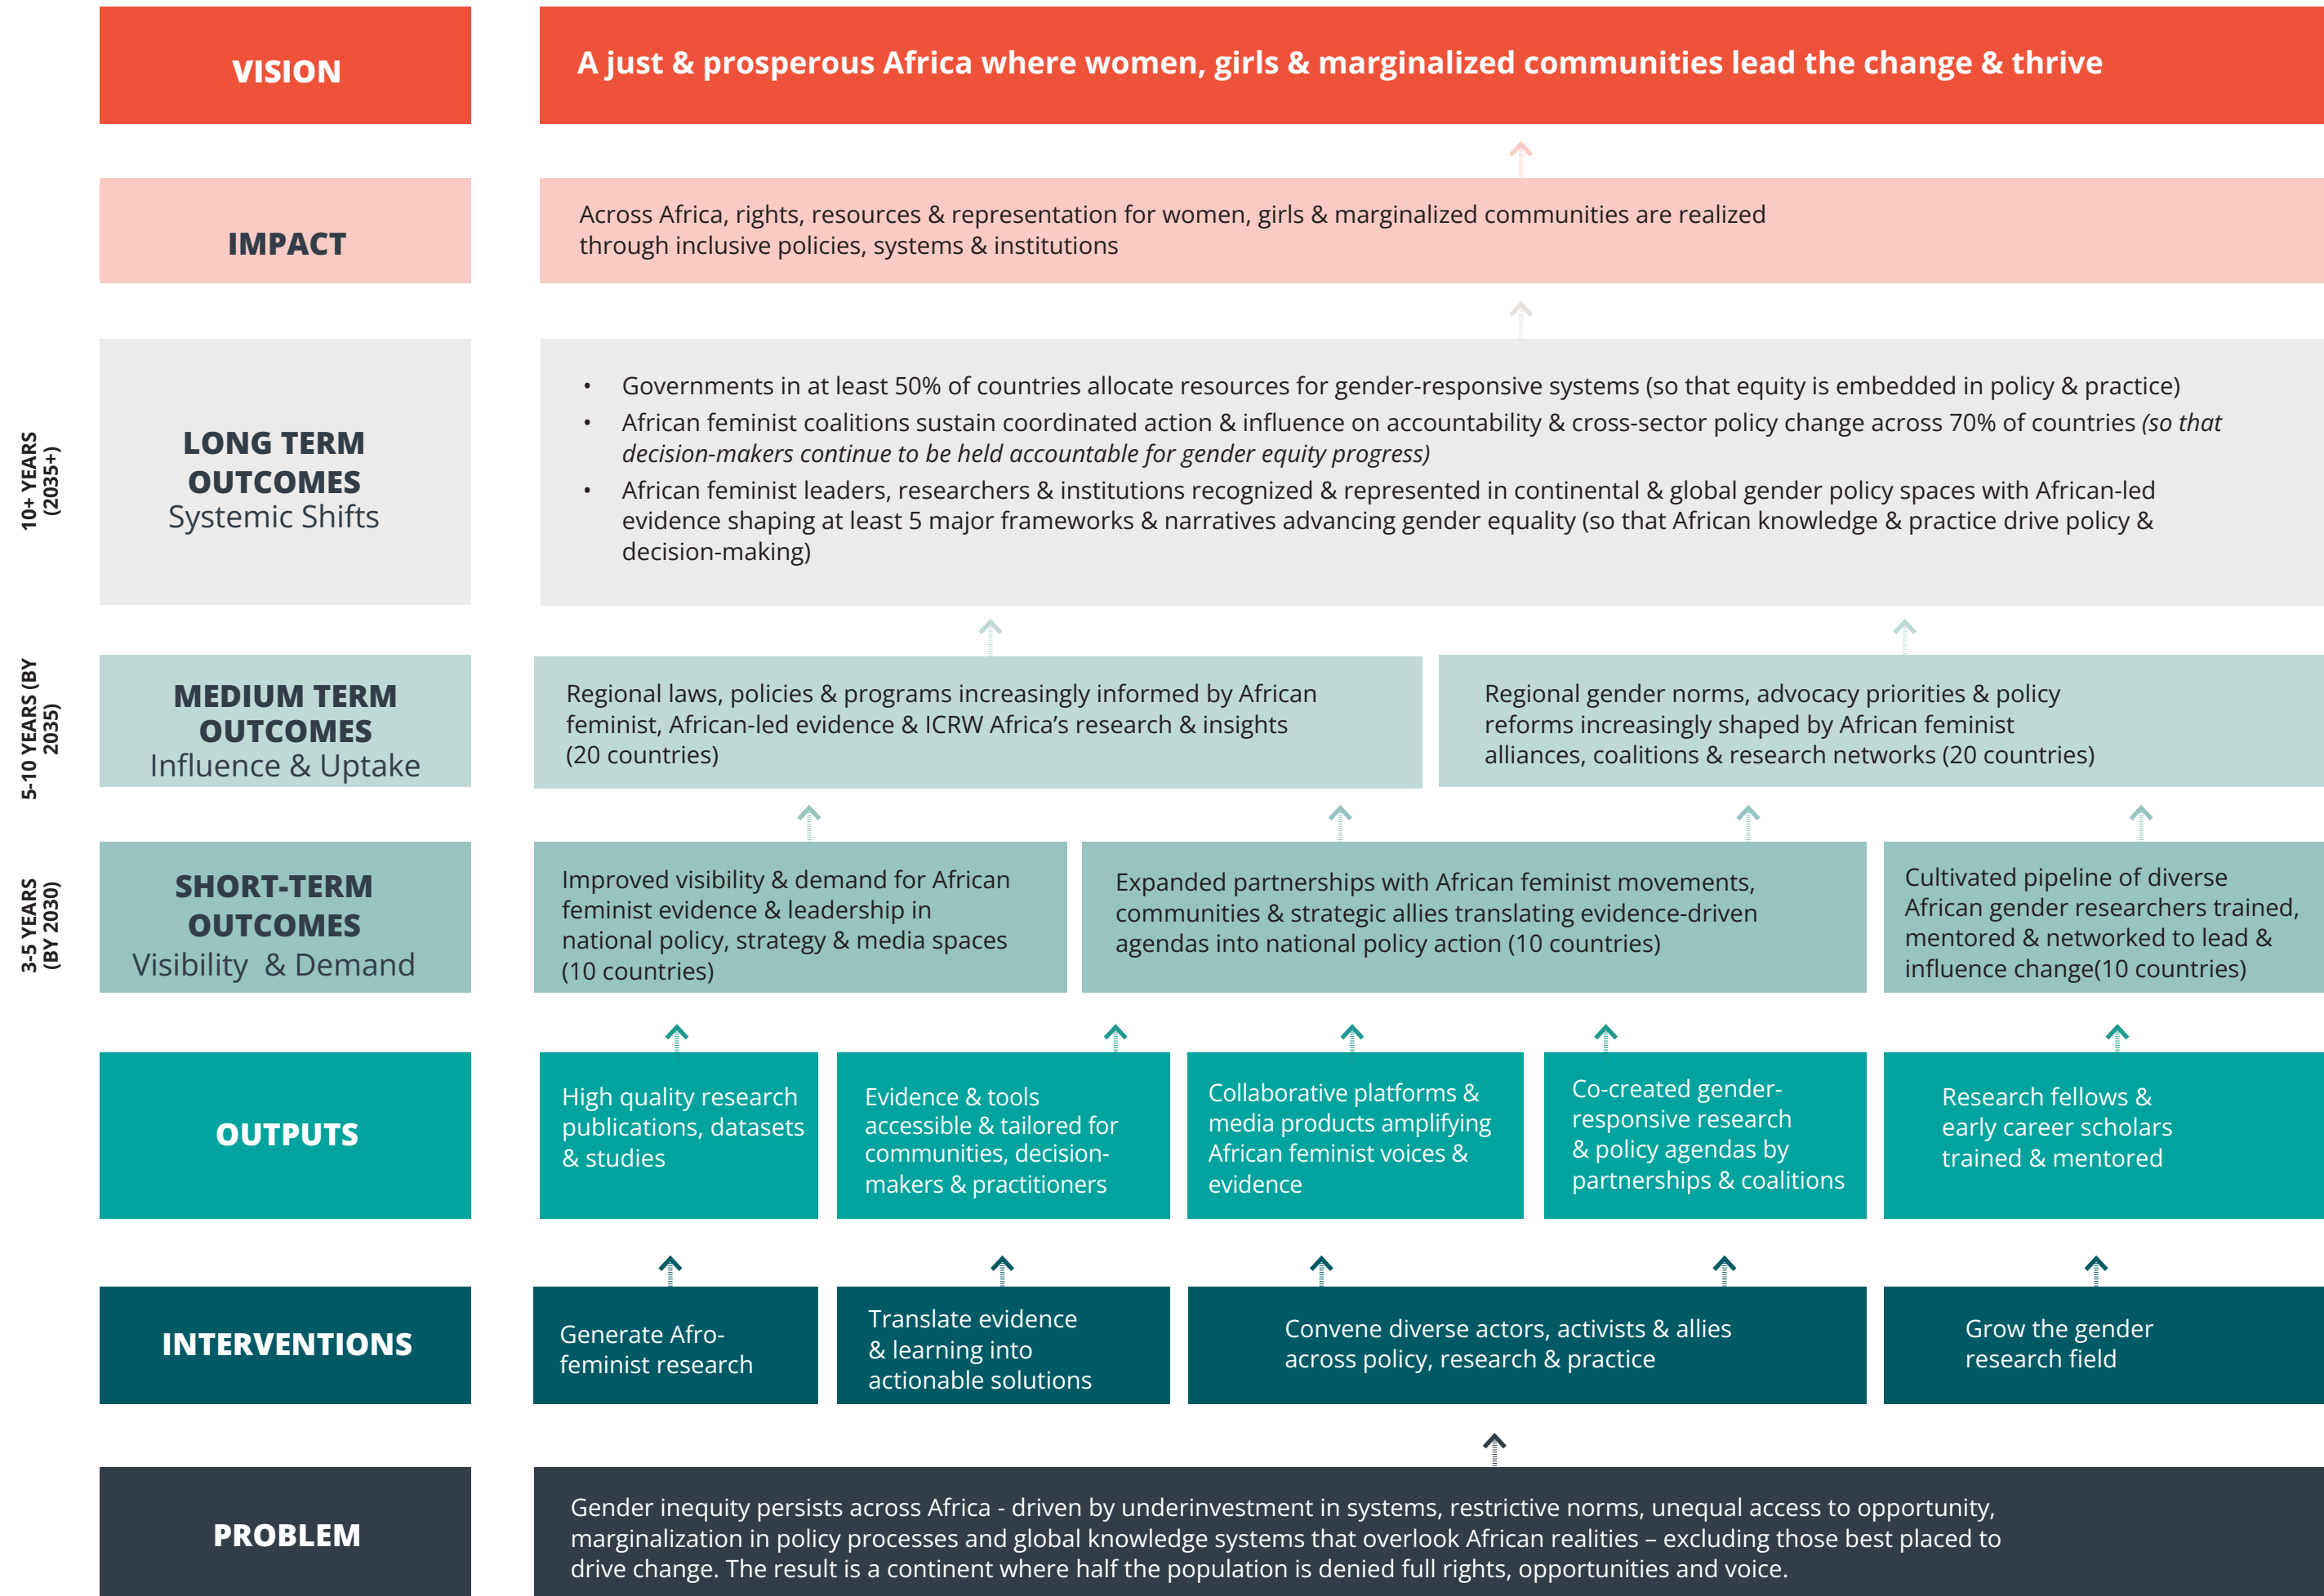 VISION
A just & prosperous Africa where women, girls & marginalized communities lead the change & thrive
IMPACT
Across Africa, rights, resources & representation for women, girls & marginalized communities are realized
through inclusive policies, systems & institutions
10+ YEARS
(2035+)
LONG TERM
OUTCOMES
Systemic Shifts
• Governments in at least 50% of countries allocate resources for gender-responsive systems (so that equity is embedded in policy & practice)
• African feminist coalitions sustain coordinated action & influence on accountability & cross-sector policy change across 70% of countries (so that
decision-makers continue to be held accountable for gender equity progress)
• African feminist leaders, researchers & institutions recognized & represented in continental & global gender policy spaces with African-led
evidence shaping at least 5 major frameworks & narratives advancing gender equality (so that African knowledge & practice drive policy &
decision-making)
5-10 YEARS (BY
2035)
MEDIUM TERM
OUTCOMES
Influence & Uptake
Regional laws, policies & programs increasingly informed by African
feminist, African-led evidence & ICRW Africa’s research & insights
(20 countries)
Regional gender norms, advocacy priorities & policy
reforms increasingly shaped by African feminist
alliances, coalitions & research networks (20 countries)
3-5 YEARS
(BY 2030)
SHORT-TERM
OUTCOMES
Visibility & Demand
Improved visibility & demand for African
feminist evidence & leadership in
national policy, strategy & media spaces
(10 countries)
Expanded partnerships with African feminist movements,
communities & strategic allies translating evidence-driven
agendas into national policy action (10 countries)
Cultivated pipeline of diverse
African gender researchers trained,
mentored & networked to lead &
influence change(10 countries)
OUTPUTS
High quality research
publications, datasets
& studies
Evidence & tools
accessible & tailored for
communities, decision-
makers & practitioners
Collaborative platforms &
media products amplifying
African feminist voices &
evidence
Co-created gender-
responsive research
& policy agendas by
partnerships & coalitions
Research fellows &
early career scholars
trained & mentored
INTERVENTIONS
Generate Afro-
feminist research
Translate evidence
& learning into
actionable solutions
Convene diverse actors, activists & allies
across policy, research & practice
Grow the gender
research field
PROBLEM
Gender inequity persists across Africa - driven by underinvestment in systems, restrictive norms, unequal access to opportunity,
marginalization in policy processes and global knowledge systems that overlook African realities – excluding those best placed to
drive change. The result is a continent where half the population is denied full rights, opportunities and voice.